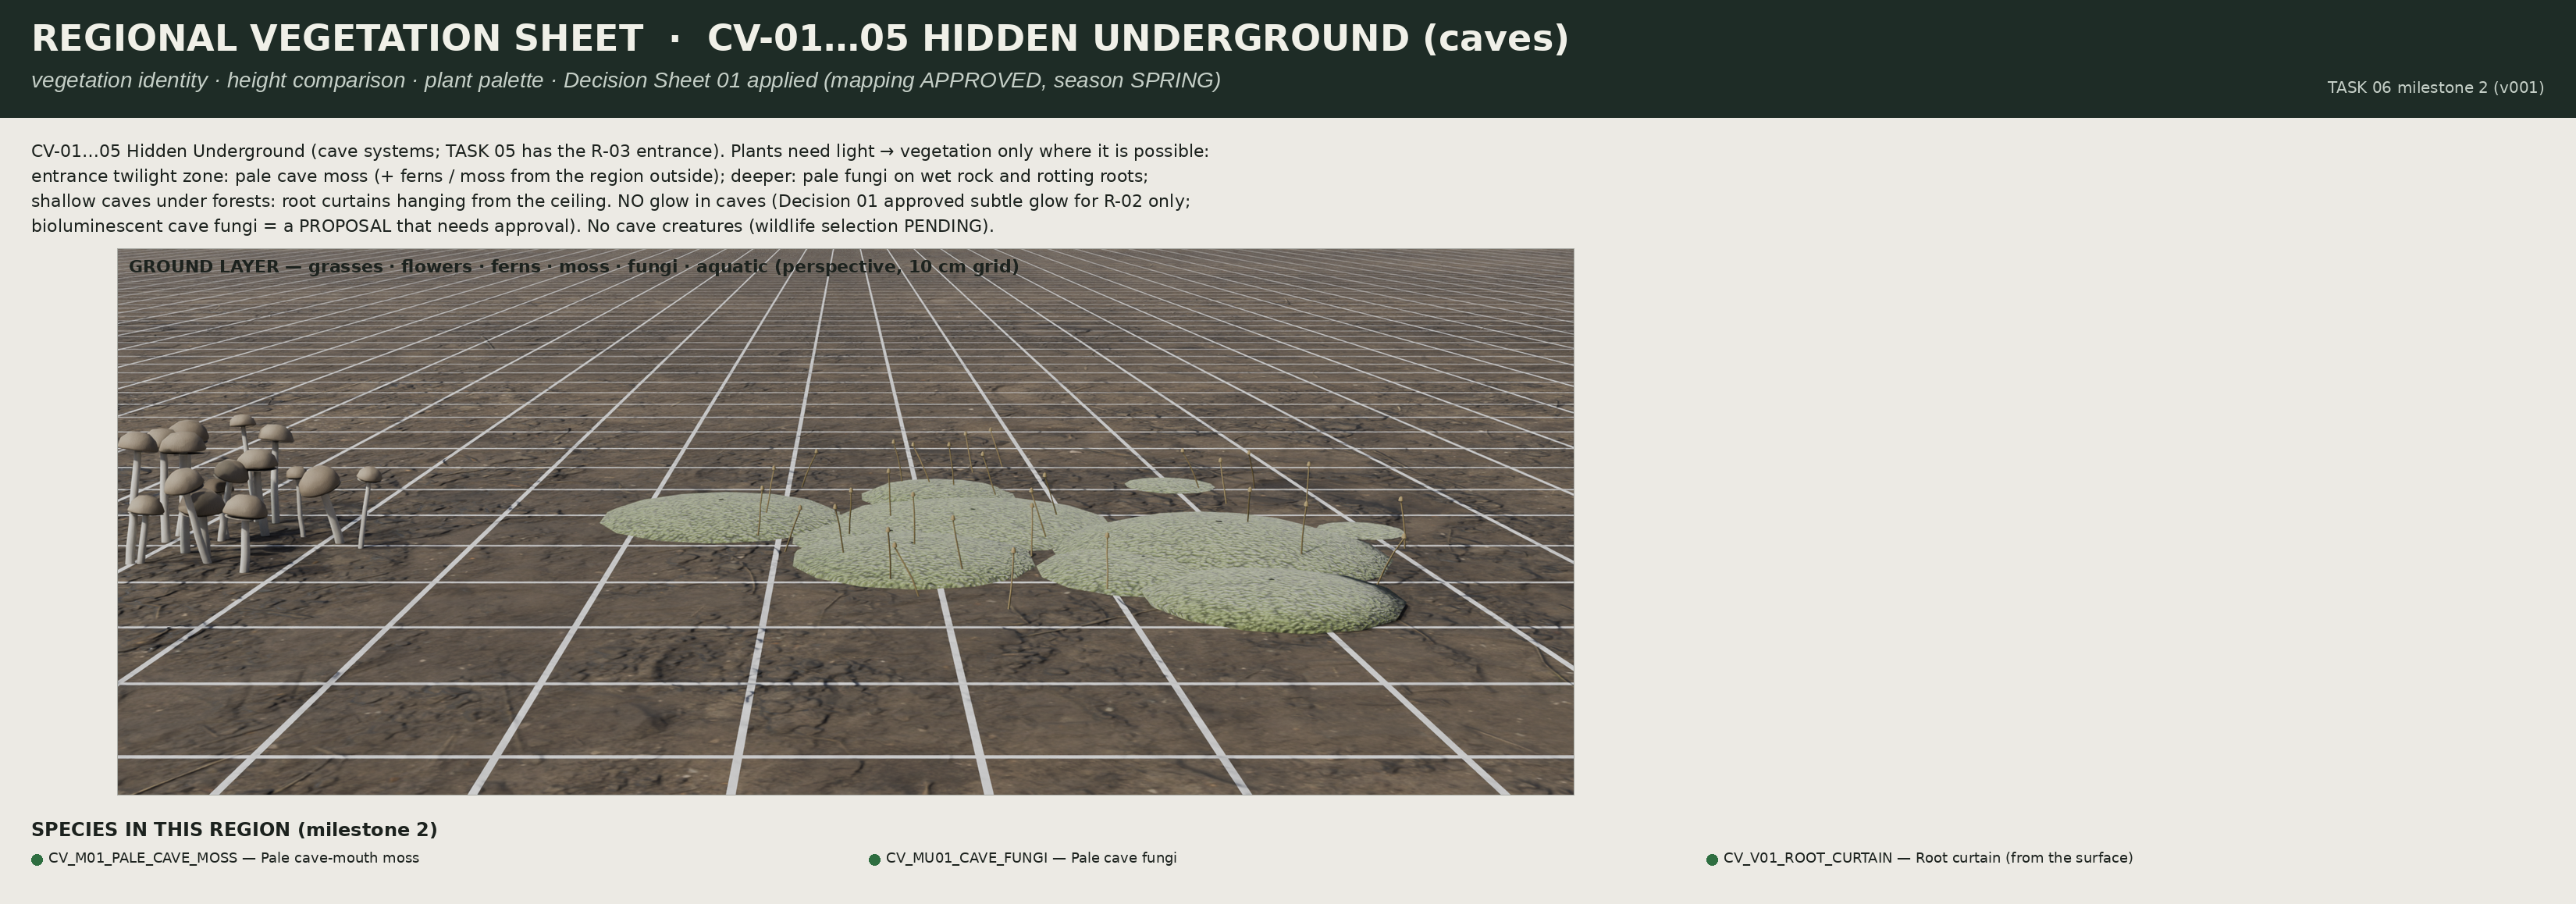 REGIONAL VEGETATION SHEET · CV-01…05 HIDDEN UNDERGROUND (caves)
vegetation identity · height comparison · plant palette · Decision Sheet 01 applied (mapping APPROVED, season SPRING)
TASK 06 milestone 2 (v001)
CV-01…05 Hidden Underground (cave systems; TASK 05 has the R-03 entrance). Plants need light → vegetation only where it is possible:
entrance twilight zone: pale cave moss (+ ferns / moss from the region outside); deeper: pale fungi on wet rock and rotting roots;
shallow caves under forests: root curtains hanging from the ceiling. NO glow in caves (Decision 01 approved subtle glow for R-02 only;
bioluminescent cave fungi = a PROPOSAL that needs approval). No cave creatures (wildlife selection PENDING).
GROUND LAYER — grasses · flowers · ferns · moss · fungi · aquatic (perspective, 10 cm grid)
SPECIES IN THIS REGION (milestone 2)
CV_M01_PALE_CAVE_MOSS — Pale cave-mouth moss
CV_MU01_CAVE_FUNGI — Pale cave fungi
CV_V01_ROOT_CURTAIN — Root curtain (from the surface)